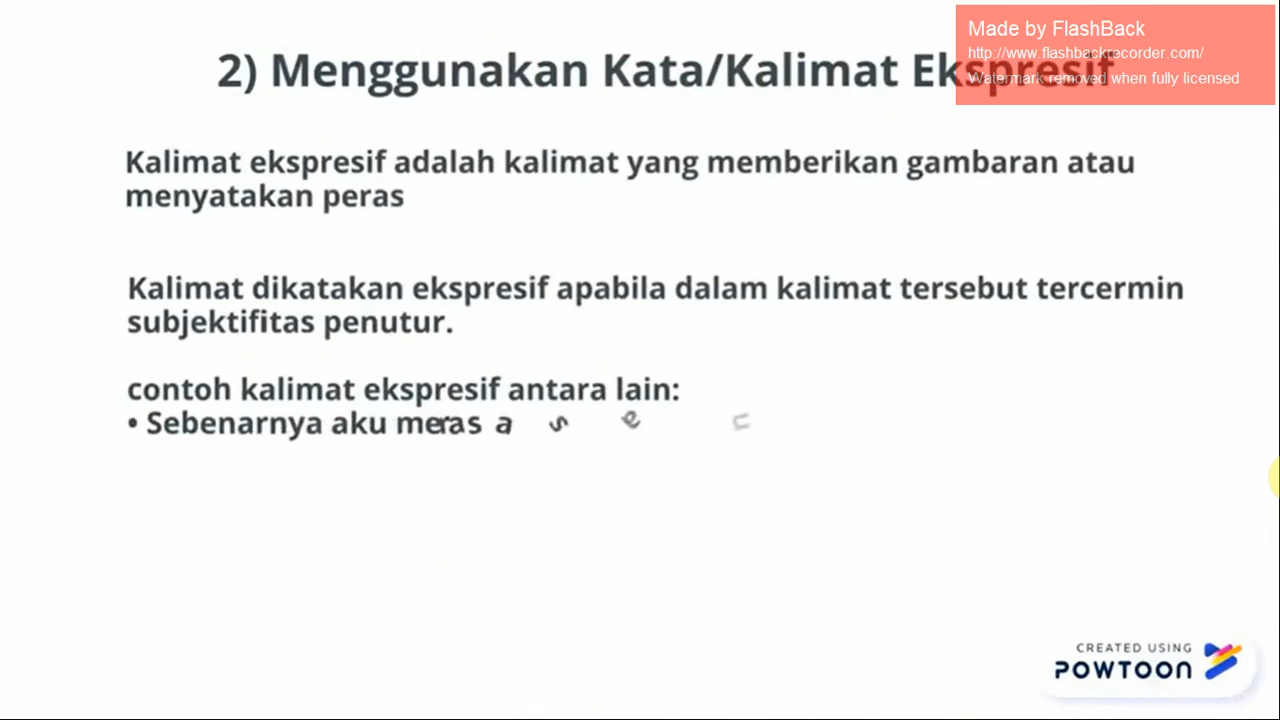 2) Menggunakan Kata/Kalimat Ekspresif
Made by FlashBack
http://www.flashbackrecorder.com/
Watermark removed when fully licensed
Kalimat ekspresif adalah kalimat yang memberikan gambaran atau
menyatakan peras
Kalimat dikatakan ekspresif apabila dalam kalimat tersebut tercermin
subjektifitas penutur.
contoh kalimat ekspresif antara lain:
• Sebenarnya aku merasa se
CREATED USING
POWTOON